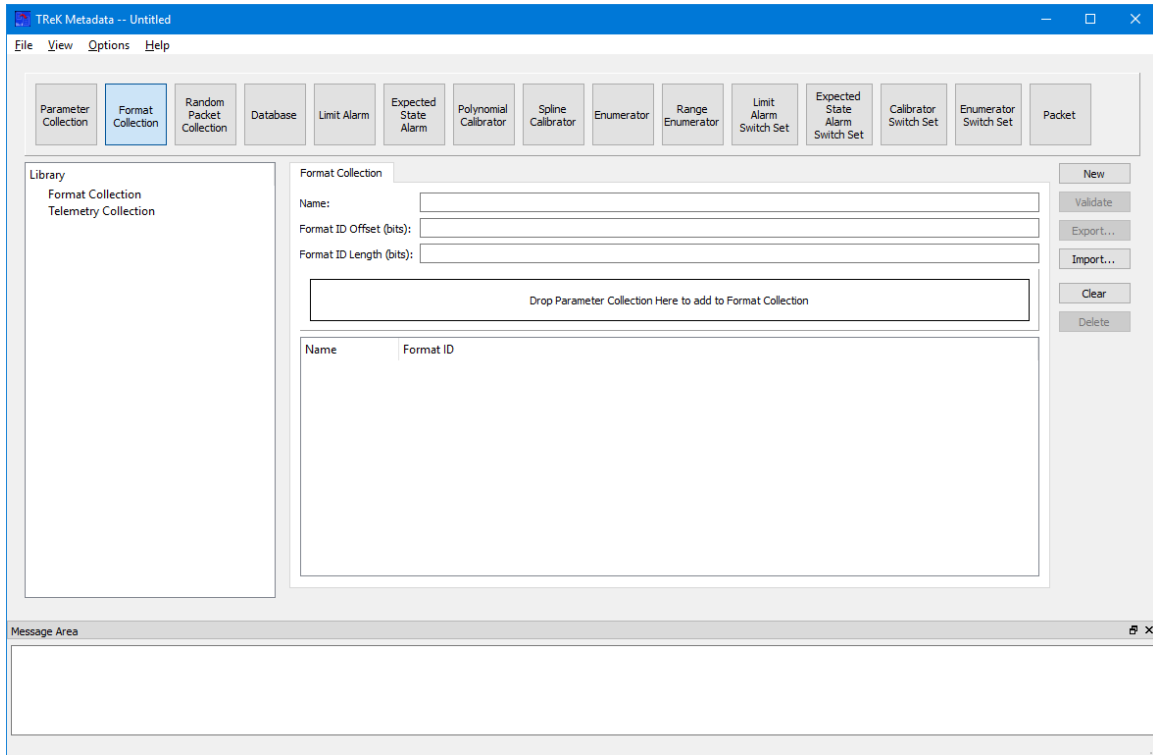 TReK Metadata -- Untitled
File View Options Help
Parameter
Collection
Format
Collection
Random
Packet
Collection
Database
Limit Alarm
Expected
State
Alarm
Polynomial
Calibrator
Spline
Calibrator
Enumerator
Range
Enumerator
Limit
Alarm
Switch Set
Expected
State
Alarm
Switch Set
Calibrator
Switch Set
Enumerator
Switch Set
Packet
Library
Format Collection
Telemetry Collection
Format Collection
Name:
Format ID Offset (bits):
Format ID Length (bits):
Drop Parameter Collection Here to add to Format Collection
Name Format ID
New
Validate
Export...
Import...
Clear
Delete
Message Area